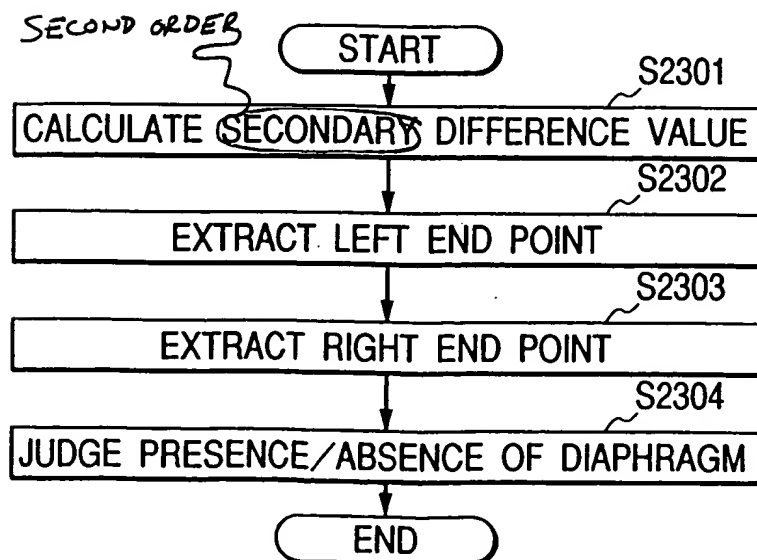 SECOND ORDER
START
S2301
CALCULATE SECONDARY DIFFERENCE VALUE
S2302
EXTRACT LEFT END POINT
S2303
EXTRACT RIGHT END POINT
S2304
JUDGE PRESENCE/ABSENCE OF DIAPHRAGM
END